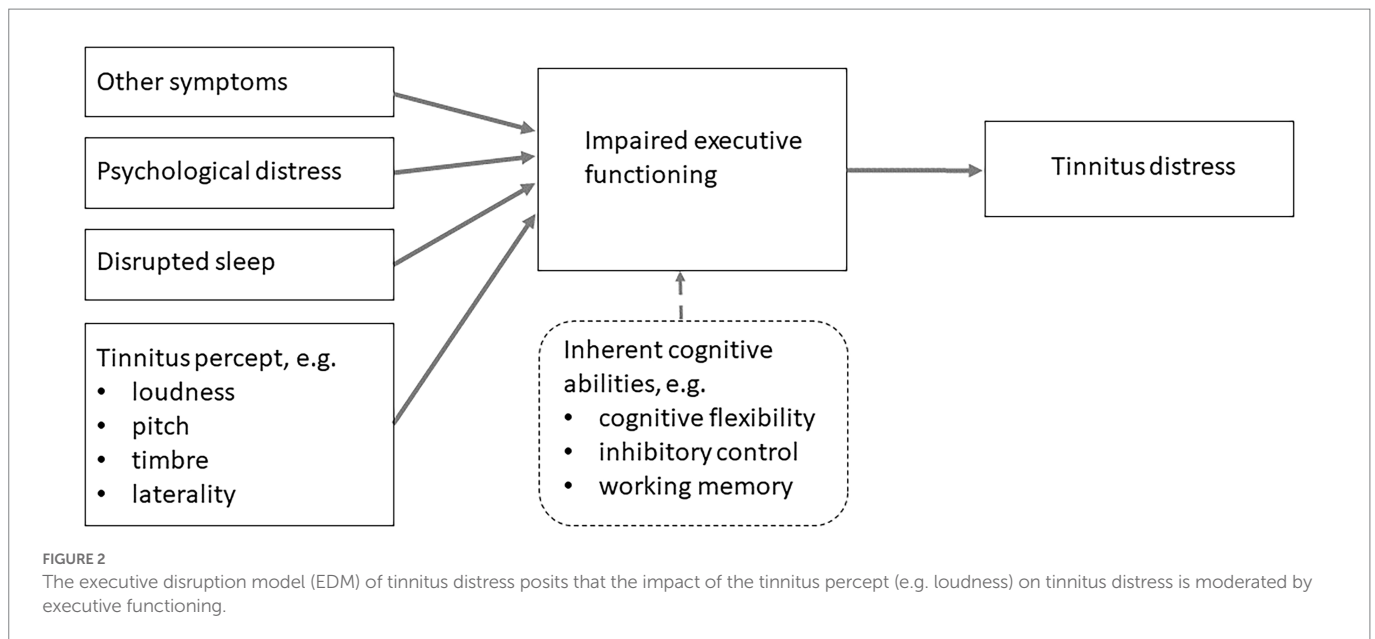 Other symptoms
Psychological distress
Disrupted sleep
Tinnitus percept, e.g.
• loudness
• pitch
• timbre
• laterality
Impaired executive
functioning
Inherent cognitive
abilities, e.g.
• cognitive flexibility
• inhibitory control
• working memory
Tinnitus distress
FIGURE 2
The executive disruption model (EDM) of tinnitus distress posits that the impact of the tinnitus percept (e.g. loudness) on tinnitus distress is moderated by
executive functioning.